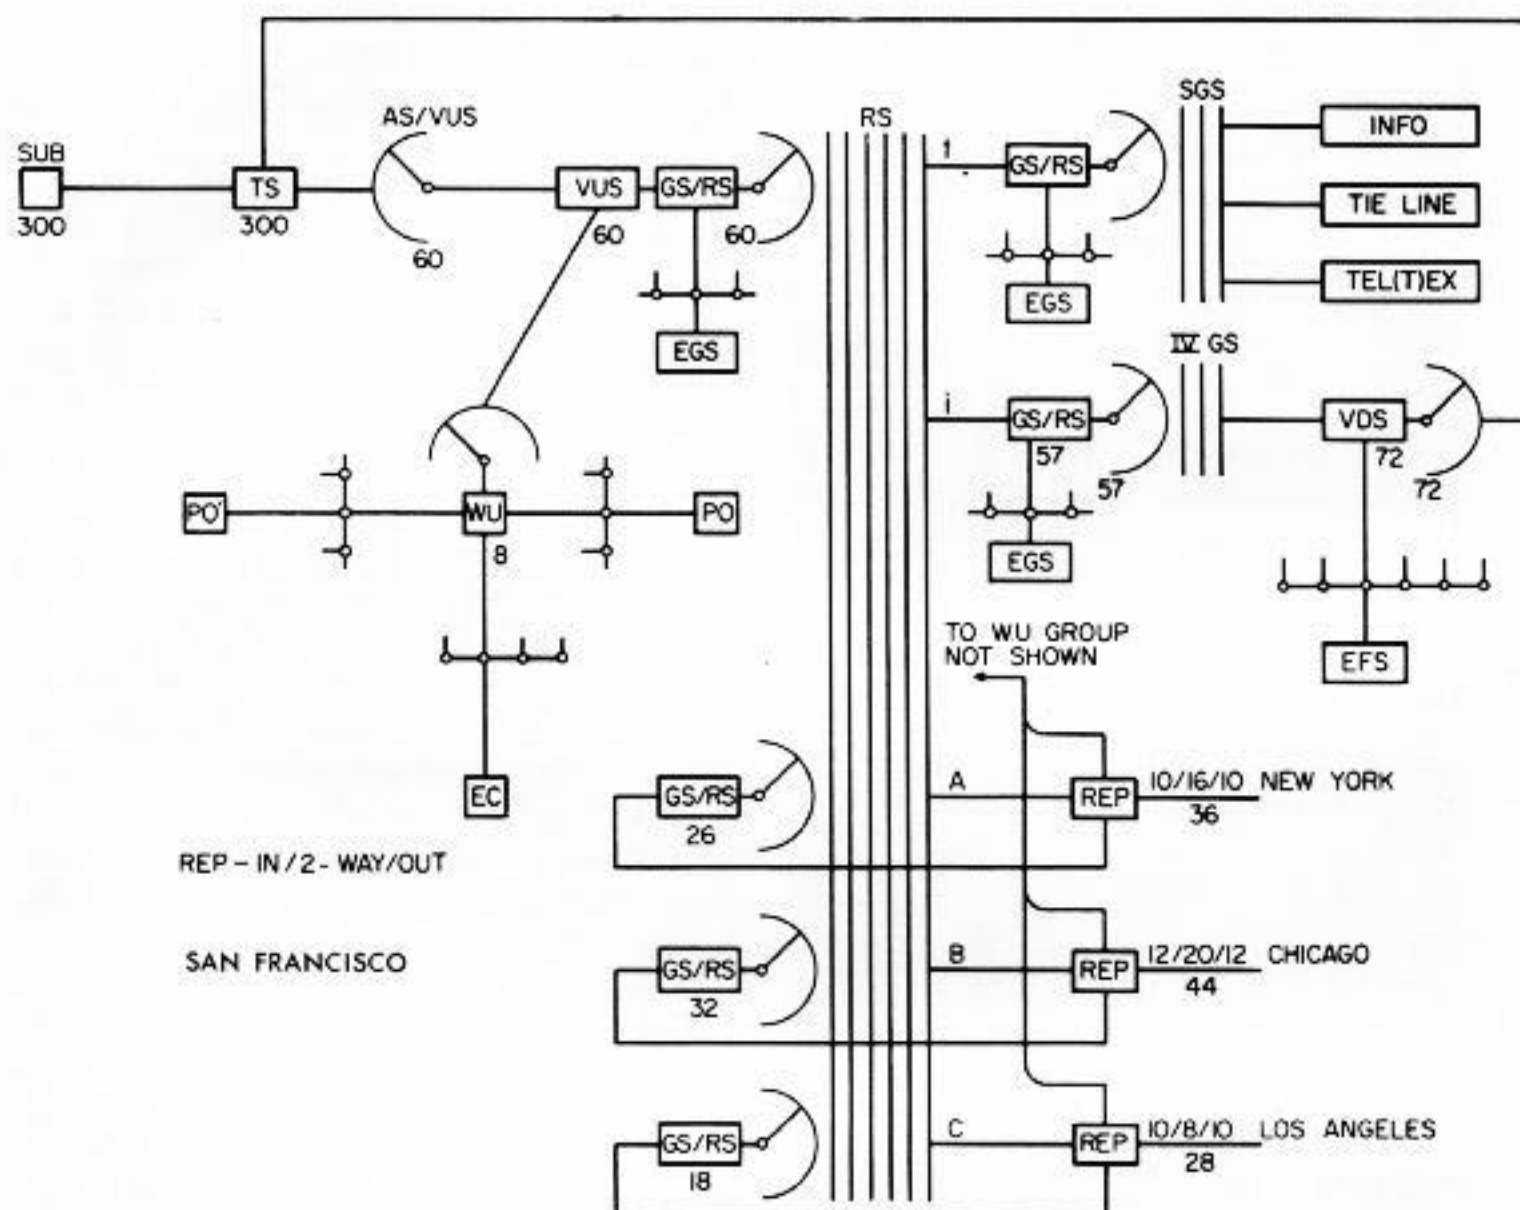 AS/VUS
RS
SGS
SUB
300
TS
300
60
VUS
60
GS/RS
60
EGS
1
GS/RS
EGS
INFO
TIE LINE
TEL(T)EX
IV GS
i
GS/RS
57
57
EGS
VDS
72
72
EFS
PO'
WU
8
PO
EC
TO WU GROUP
NOT SHOWN
GS/RS
26
A
REP
10/16/10 NEW YORK
36
REP - IN / 2 - WAY/OUT
SAN FRANCISCO
GS/RS
32
B
REP
12/20/12 CHICAGO
44
GS/RS
18
C
REP
10/8/10 LOS ANGELES
28